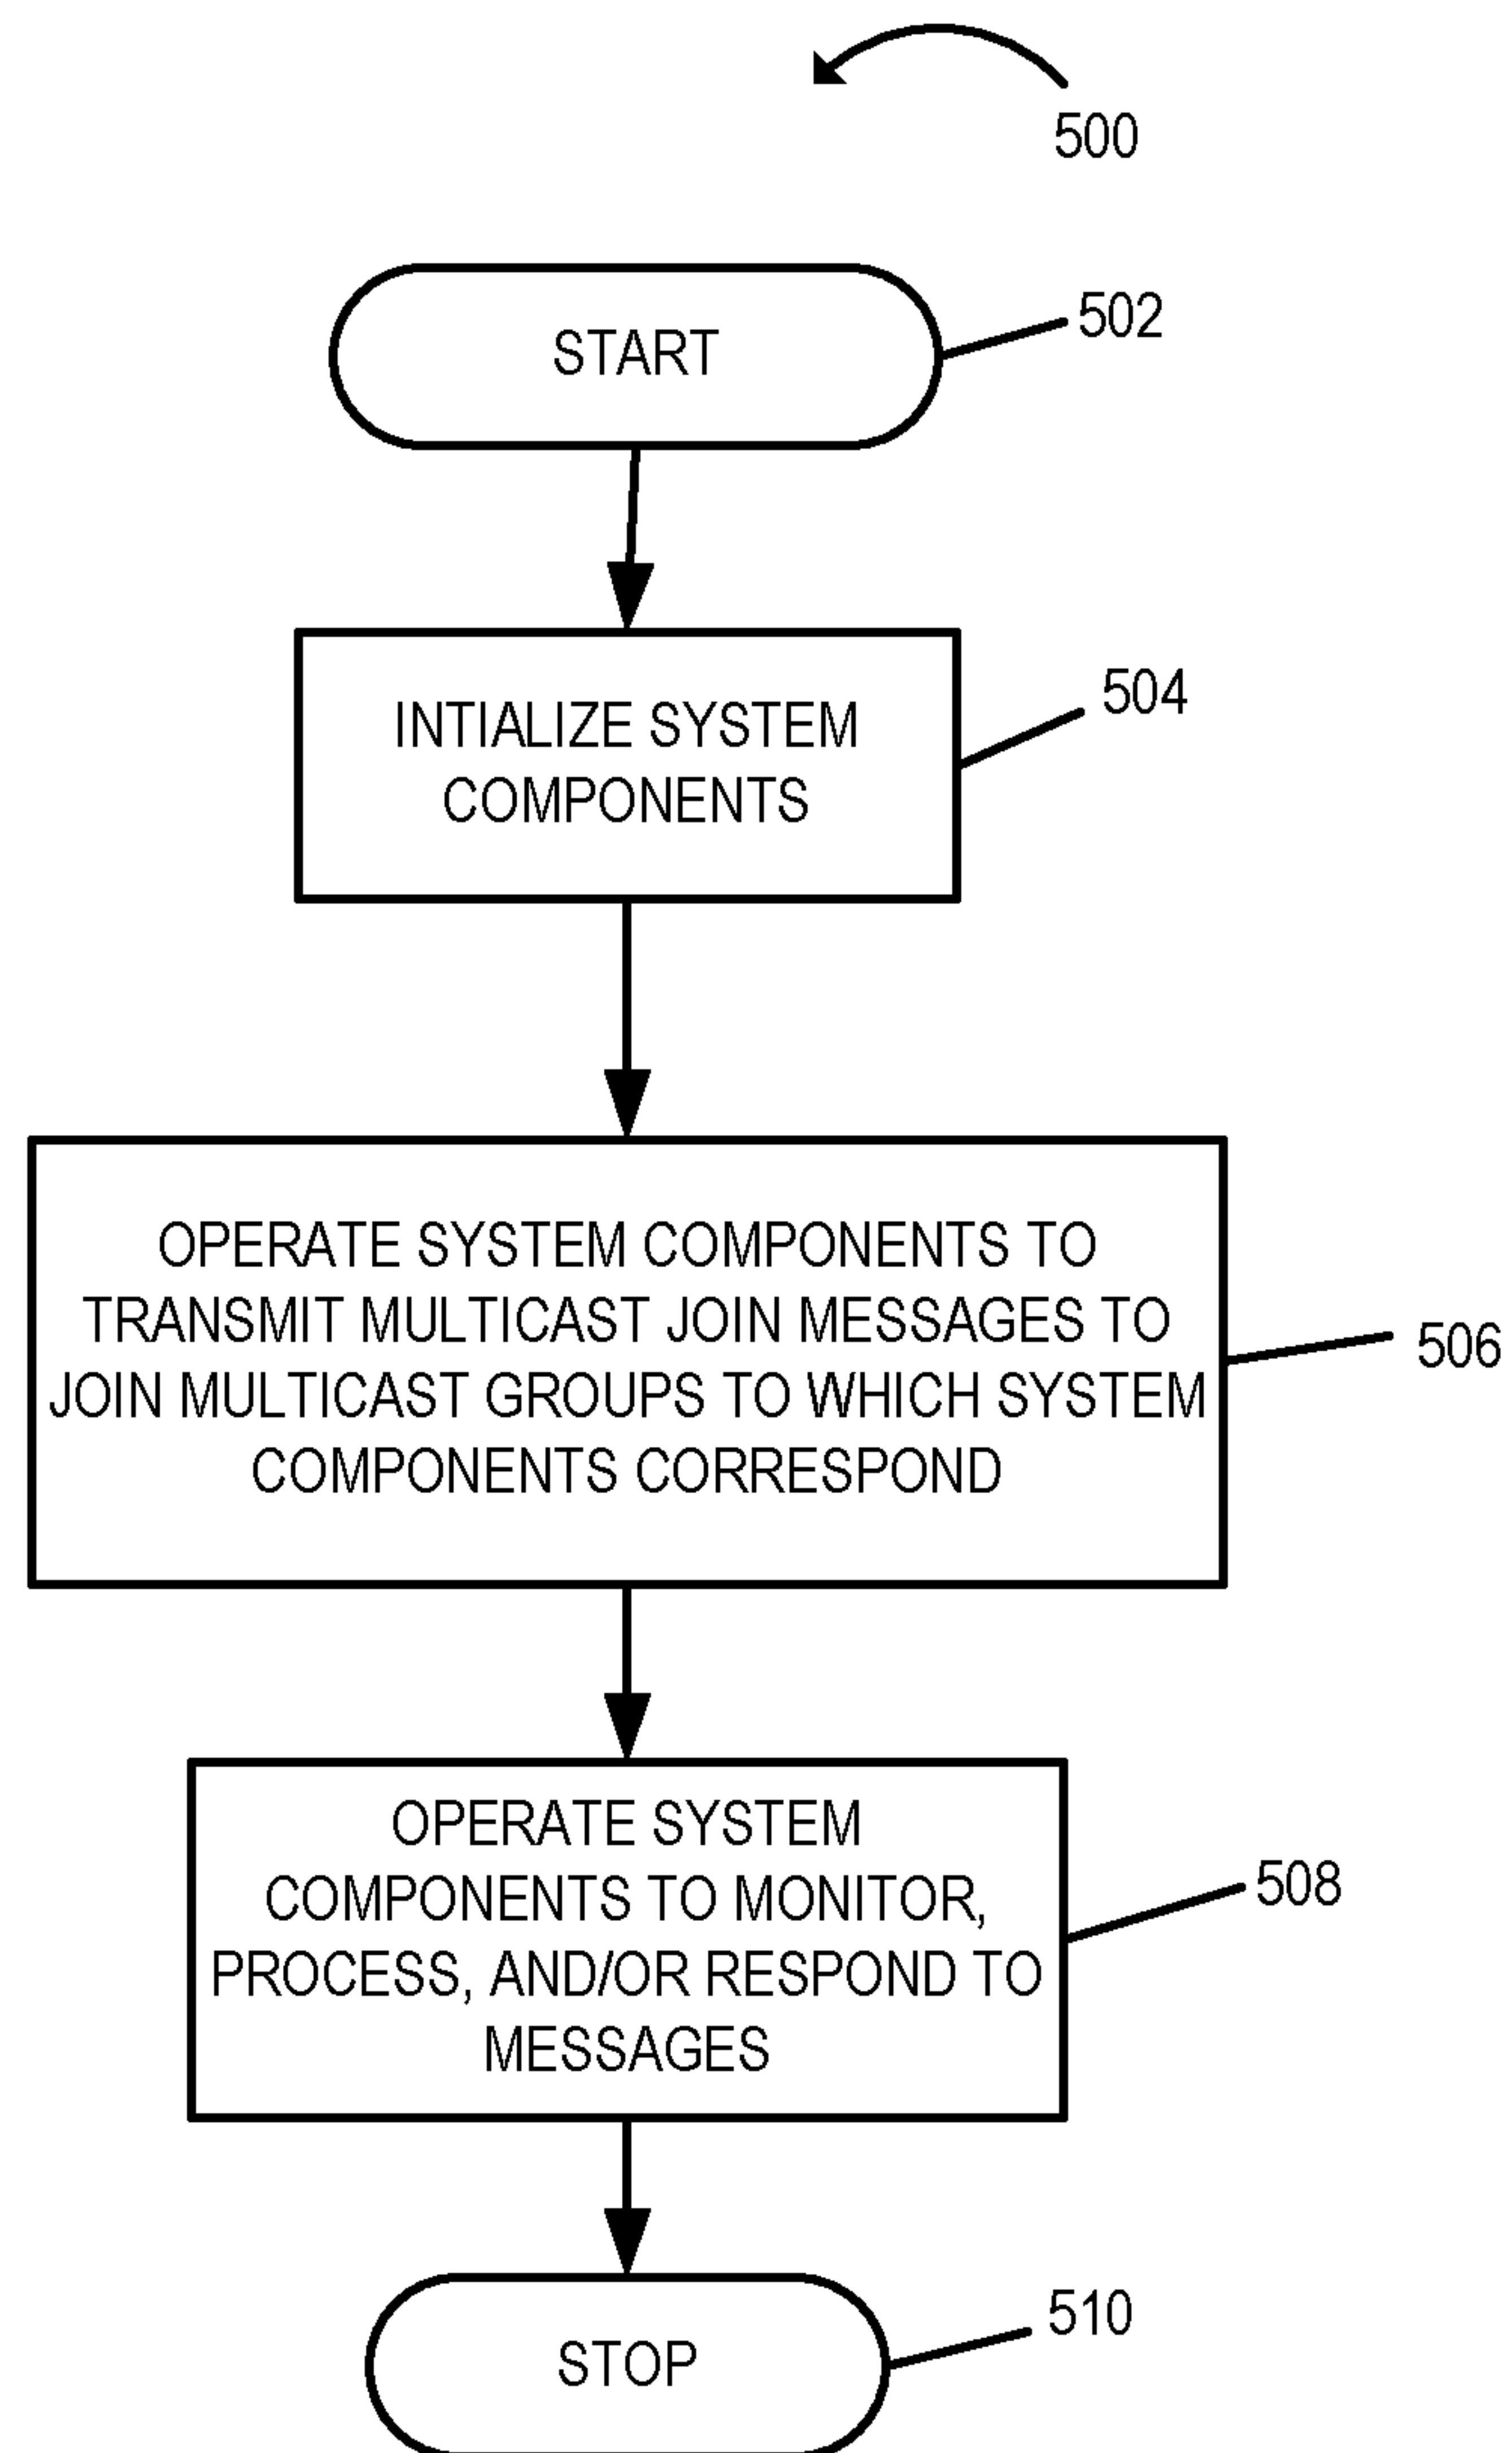 500
START
502
INTIALIZE SYSTEM
COMPONENTS
504
OPERATE SYSTEM COMPONENTS TO
TRANSMIT MULTICAST JOIN MESSAGES TO
JOIN MULTICAST GROUPS TO WHICH SYSTEM
COMPONENTS CORRESPOND
506
OPERATE SYSTEM
COMPONENTS TO MONITOR,
PROCESS, AND/OR RESPOND TO
MESSAGES
508
STOP
510